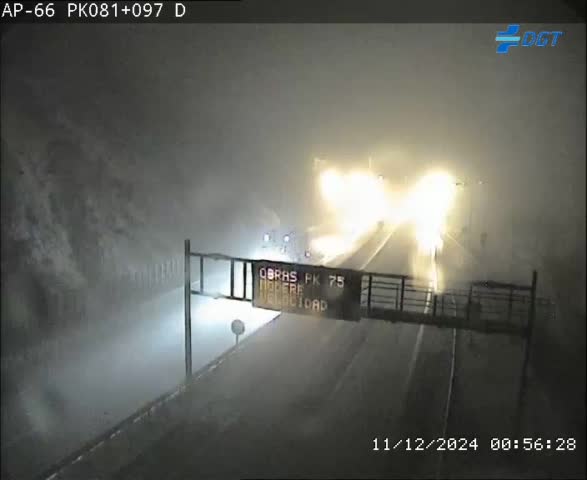 AP-66 PK081+097 D
DGT
OBRAS PK 75
MODERE
VELOCIDAD
11/12/2024 00:56:28